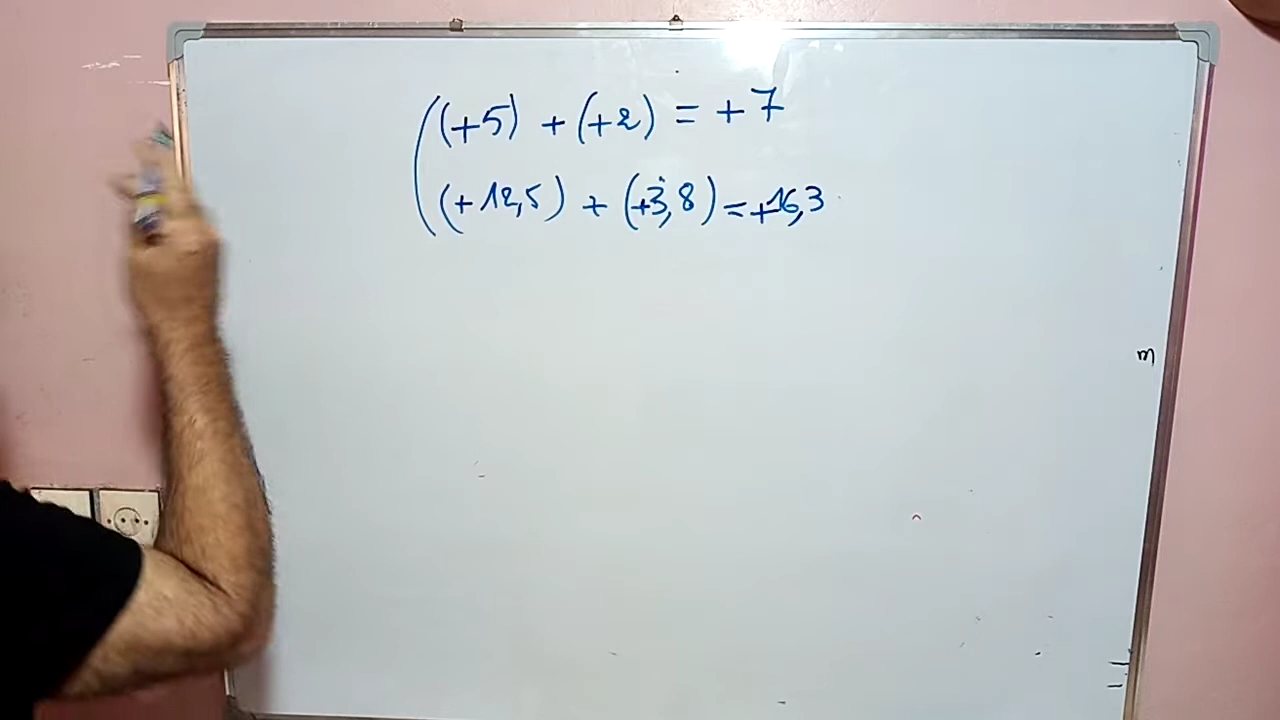 (+5) + (+2) = +7
(+12,5) + (+3,8) = +16,3
m